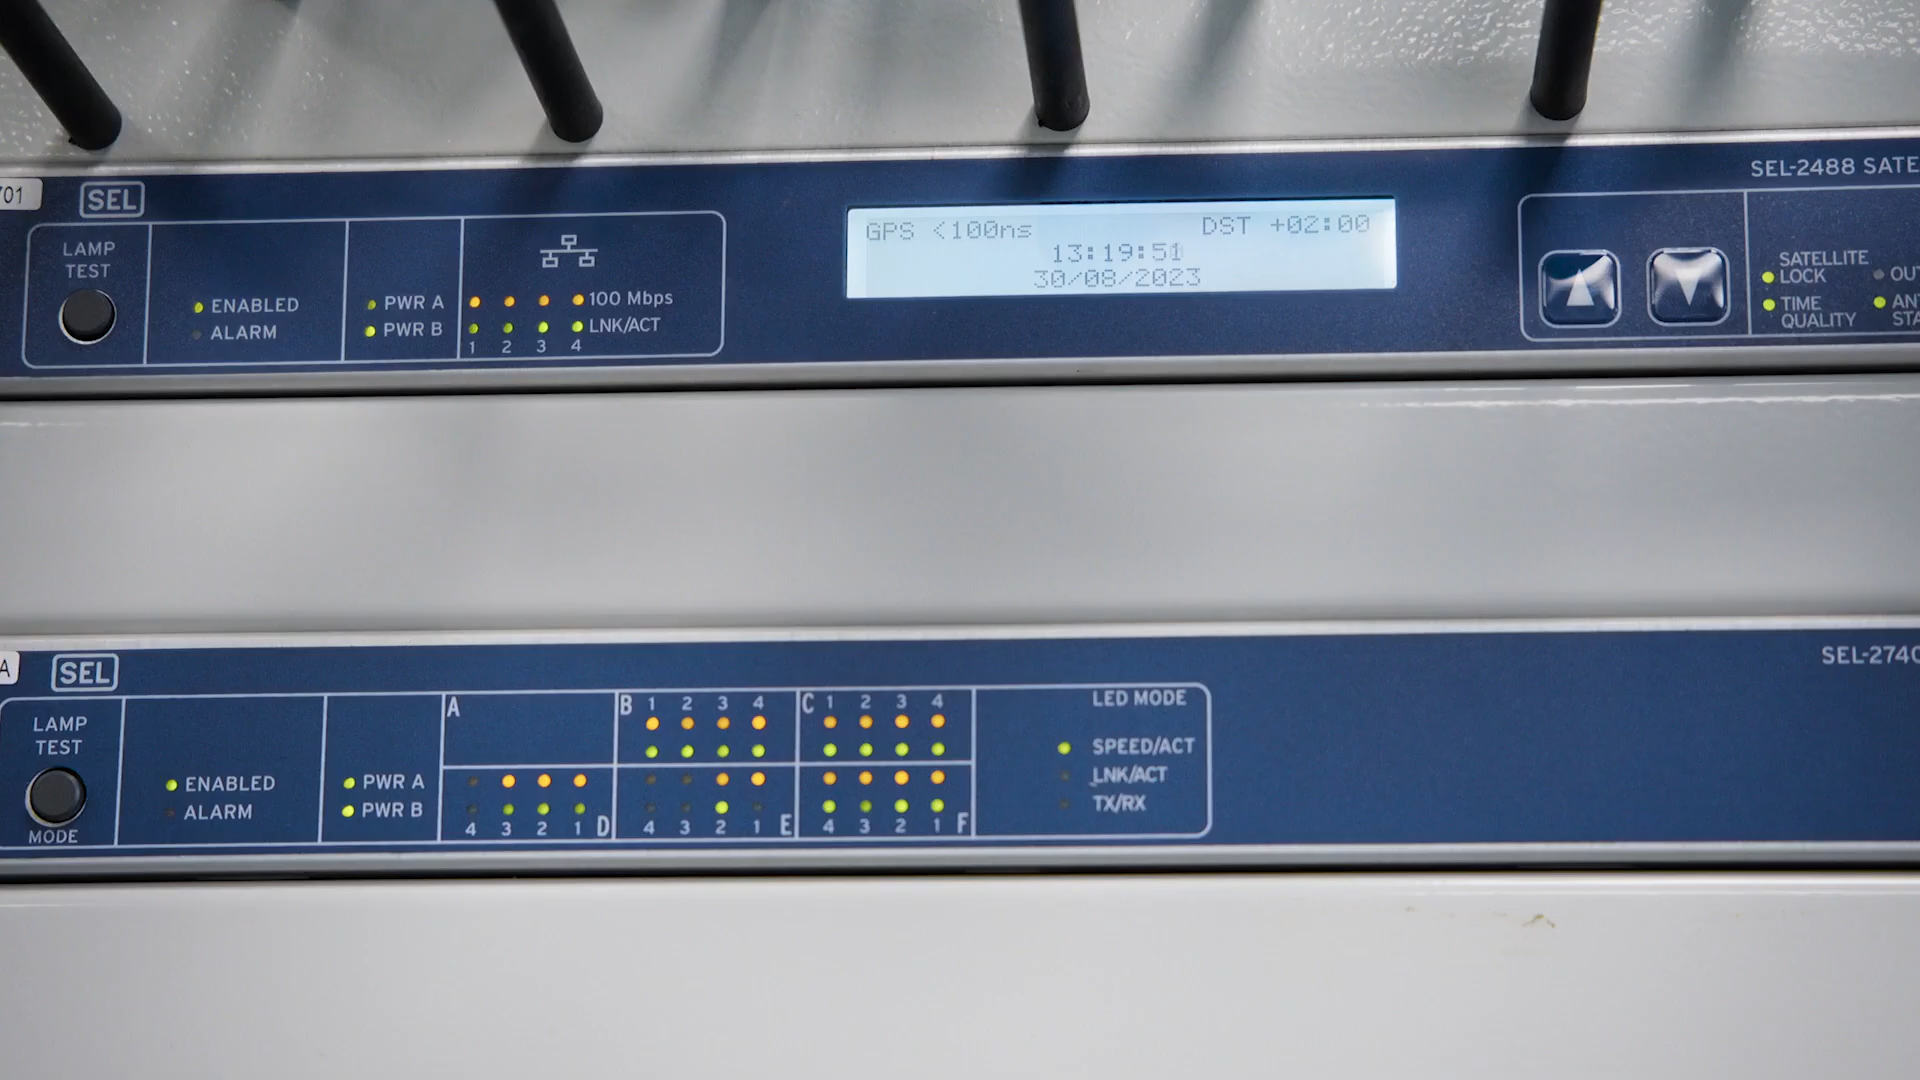 701
SEL
SEL-2488 SATE
LAMP
TEST
ENABLED
ALARM
PWR A
PWR B
100 Mbps
LNK/ACT
1 2 3 4
GPS <100ns DST +02:00
13:19:51
30/08/2023
SATELLITE
LOCK
TIME
QUALITY
OUT
ANT
STA
A
SEL
SEL-2740
LAMP
TEST
MODE
ENABLED
ALARM
PWR A
PWR B
A
B 1 2 3 4
C 1 2 3 4
4 3 2 1 D
4 3 2 1 E
4 3 2 1 F
LED MODE
SPEED/ACT
LNK/ACT
TX/RX